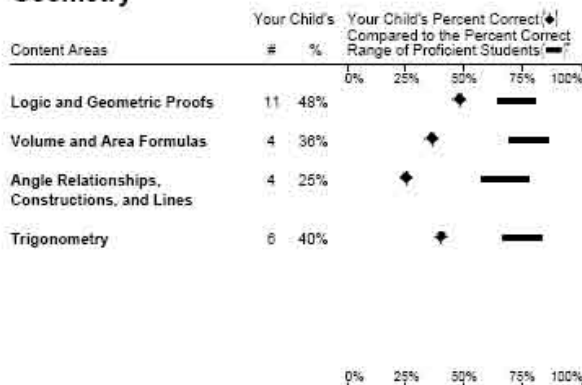 Geometry
Your Child's Your Child's Percent Correct (◆)
Compared to the Percent Correct
Content Areas # % Range of Proficient Students (▬)
0% 25% 50% 75% 100%
Logic and Geometric Proofs 11 48%
Volume and Area Formulas 4 36%
Angle Relationships, 4 25%
Constructions, and Lines
Trigonometry 6 40%
0% 25% 50% 75% 100%